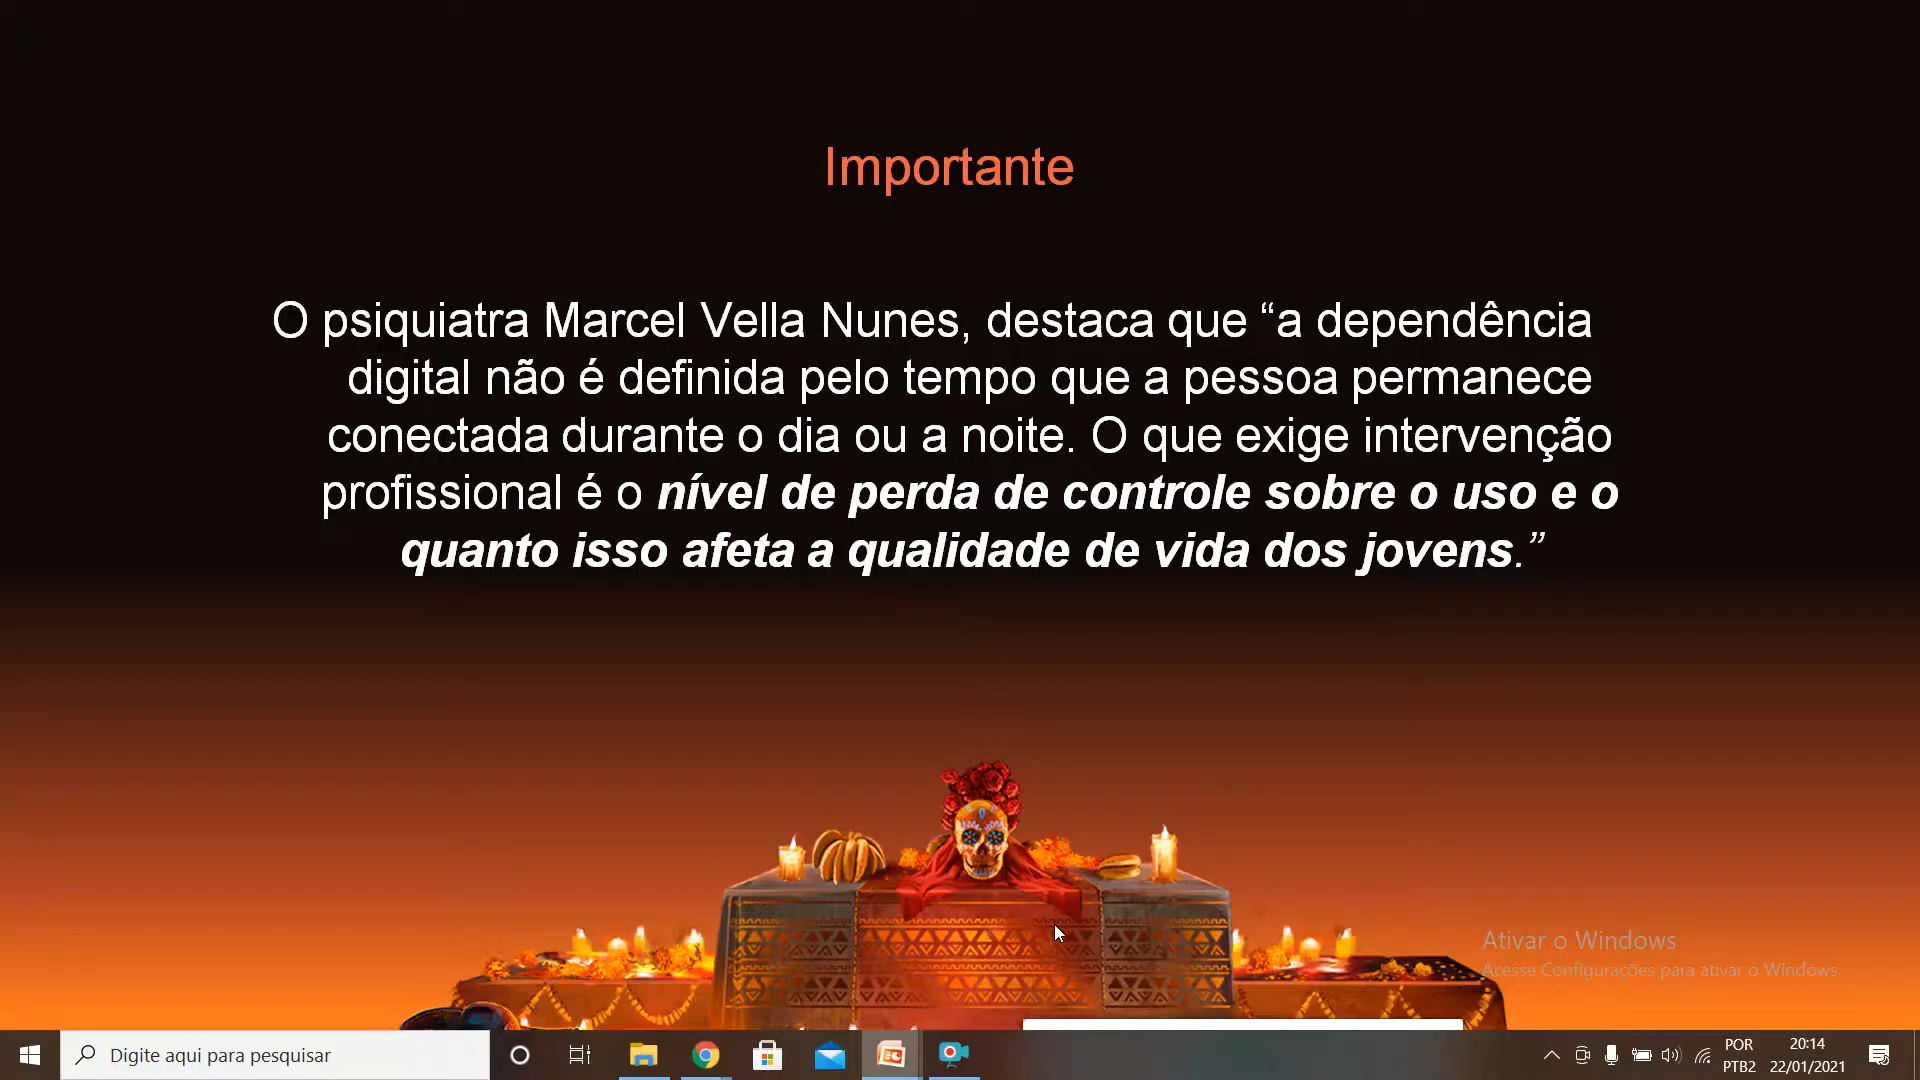 Importante
O psiquiatra Marcel Vella Nunes, destaca que “a dependência
digital não é definida pelo tempo que a pessoa permanece
conectada durante o dia ou a noite. O que exige intervenção
profissional é o nível de perda de controle sobre o uso e o
quanto isso afeta a qualidade de vida dos jovens.”
Ativar o Windows
Acesse Configurações para ativar o Windows.
Digite aqui para pesquisar
POR
PTB2
20:14
22/01/2021